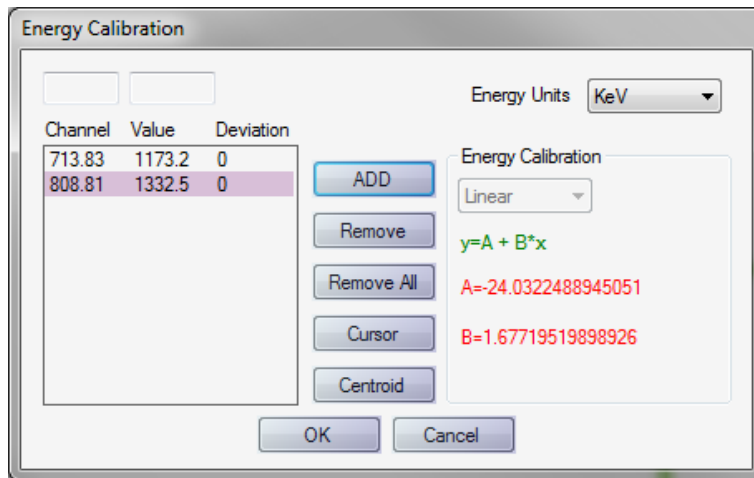 Energy Calibration
Energy Units KeV
Channel Value Deviation
713.83 1173.2 0
808.81 1332.5 0
ADD
Remove
Remove All
Cursor
Centroid
Energy Calibration
Linear
y=A + B*x
A=-24.0322488945051
B=1.67719519898926
OK Cancel